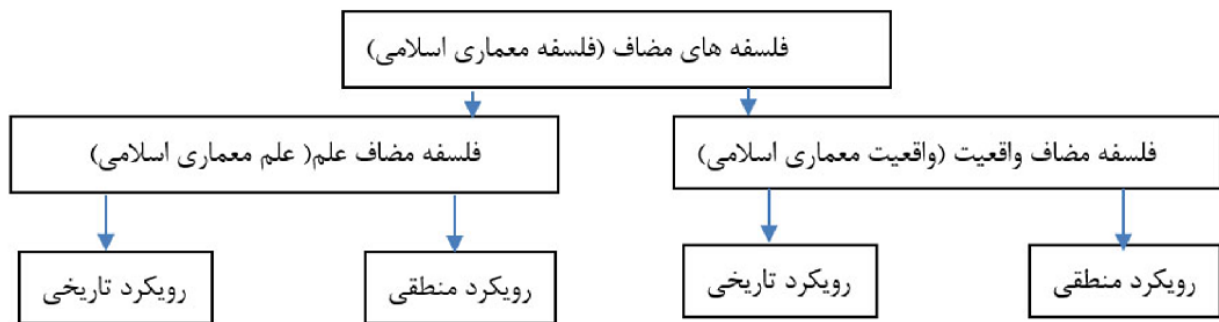 فلسفه های مضاف (فلسفه معماری اسلامی)
فلسفه مضاف واقعیت (واقعیت معماری اسلامی)
فلسفه مضاف علم( علم معماری اسلامی)
رویکرد منطقی
رویکرد تاریخی
رویکرد منطقی
رویکرد تاریخی